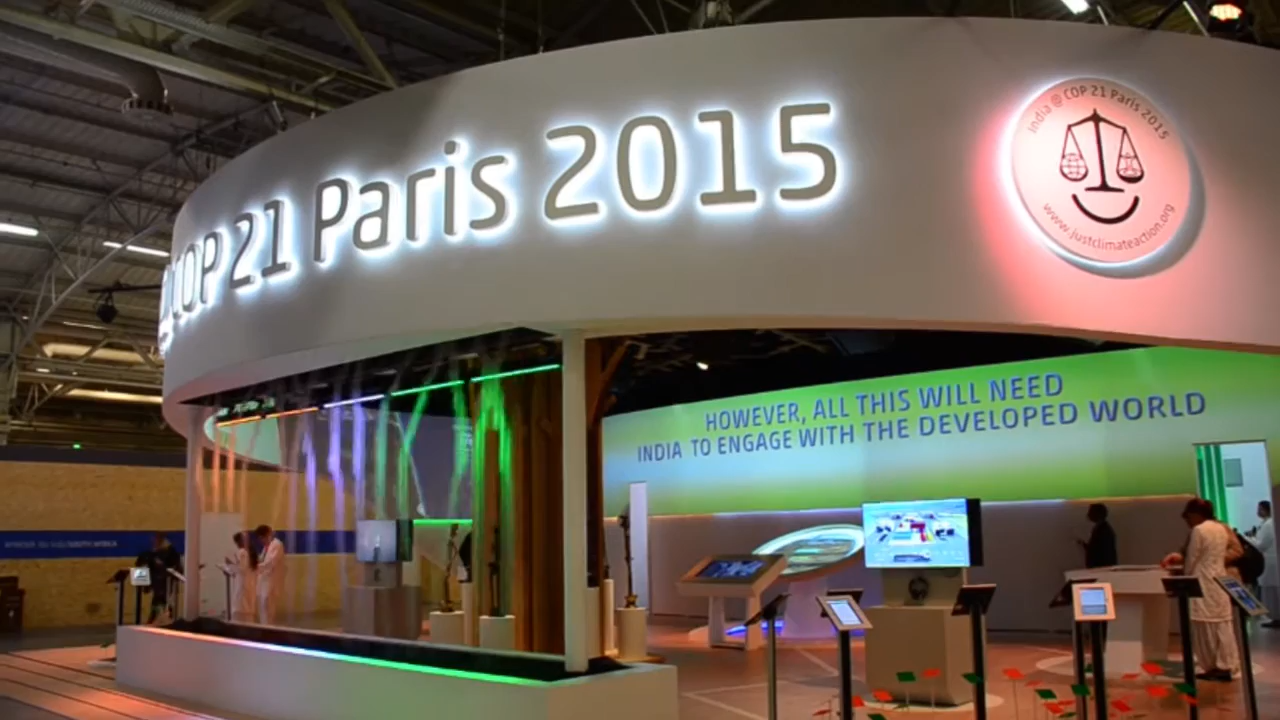 @COP 21 Paris 2015
India @ COP 21 Paris 2015
www.justclimateaction.org
HOWEVER, ALL THIS WILL NEED
INDIA TO ENGAGE WITH THE DEVELOPED WORLD